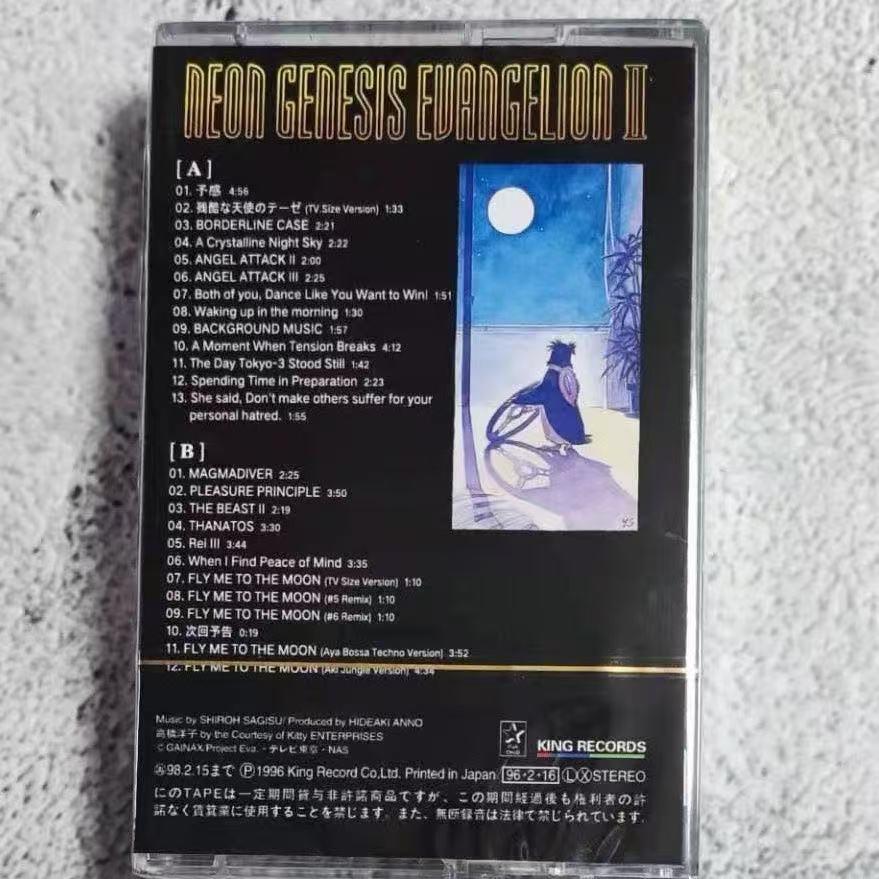 NEON GENESIS EVANGELION II
[A]
01. 予感 4:56
02. 残酷な天使のテーゼ (TV Size Version) 1:33
03. BORDERLINE CASE 2:21
04. A Crystalline Night Sky 2:22
05. ANGEL ATTACK II 2:00
06. ANGEL ATTACK III 2:25
07. Both of you, Dance Like You Want to Win! 1:51
08. Waking up in the morning 1:30
09. BACKGROUND MUSIC 1:57
10. A Moment When Tension Breaks 4:12
11. The Day Tokyo-3 Stood Still 1:42
12. Spending Time in Preparation 2:23
13. She said, Don't make others suffer for your
personal hatred. 1:55
[B]
01. MAGMADIVER 2:25
02. PLEASURE PRINCIPLE 3:50
03. THE BEAST II 2:19
04. THANATOS 3:30
05. Rei III 3:44
06. When I Find Peace of Mind 3:35
07. FLY ME TO THE MOON (TV Size Version) 1:10
08. FLY ME TO THE MOON (#5 Remix) 1:10
09. FLY ME TO THE MOON (#6 Remix) 1:10
10. 次回予告 0:19
11. FLY ME TO THE MOON (Aya Bossa Techno Version) 3:52
12. FLY ME TO THE MOON (Aki Jungle Version) 4:34
YS
Music by SHIROH SAGISU/Produced by HIDEAKI ANNO
高橋洋子 by the Courtesy of Kitty ENTERPRISES
© GAINAX/Project Eva.・テレビ東京・NAS
KING RECORDS
98.2.15まで Ⓟ1996 King Record Co., Ltd. Printed in Japan 96・2・16 ⓁⓍSTEREO
このTAPEは一定期間貸与非許諾商品ですが、この期間経過後も権利者の許
諾なく賃貸業に使用することを禁じます。また、無断録音は法律で禁じられています。